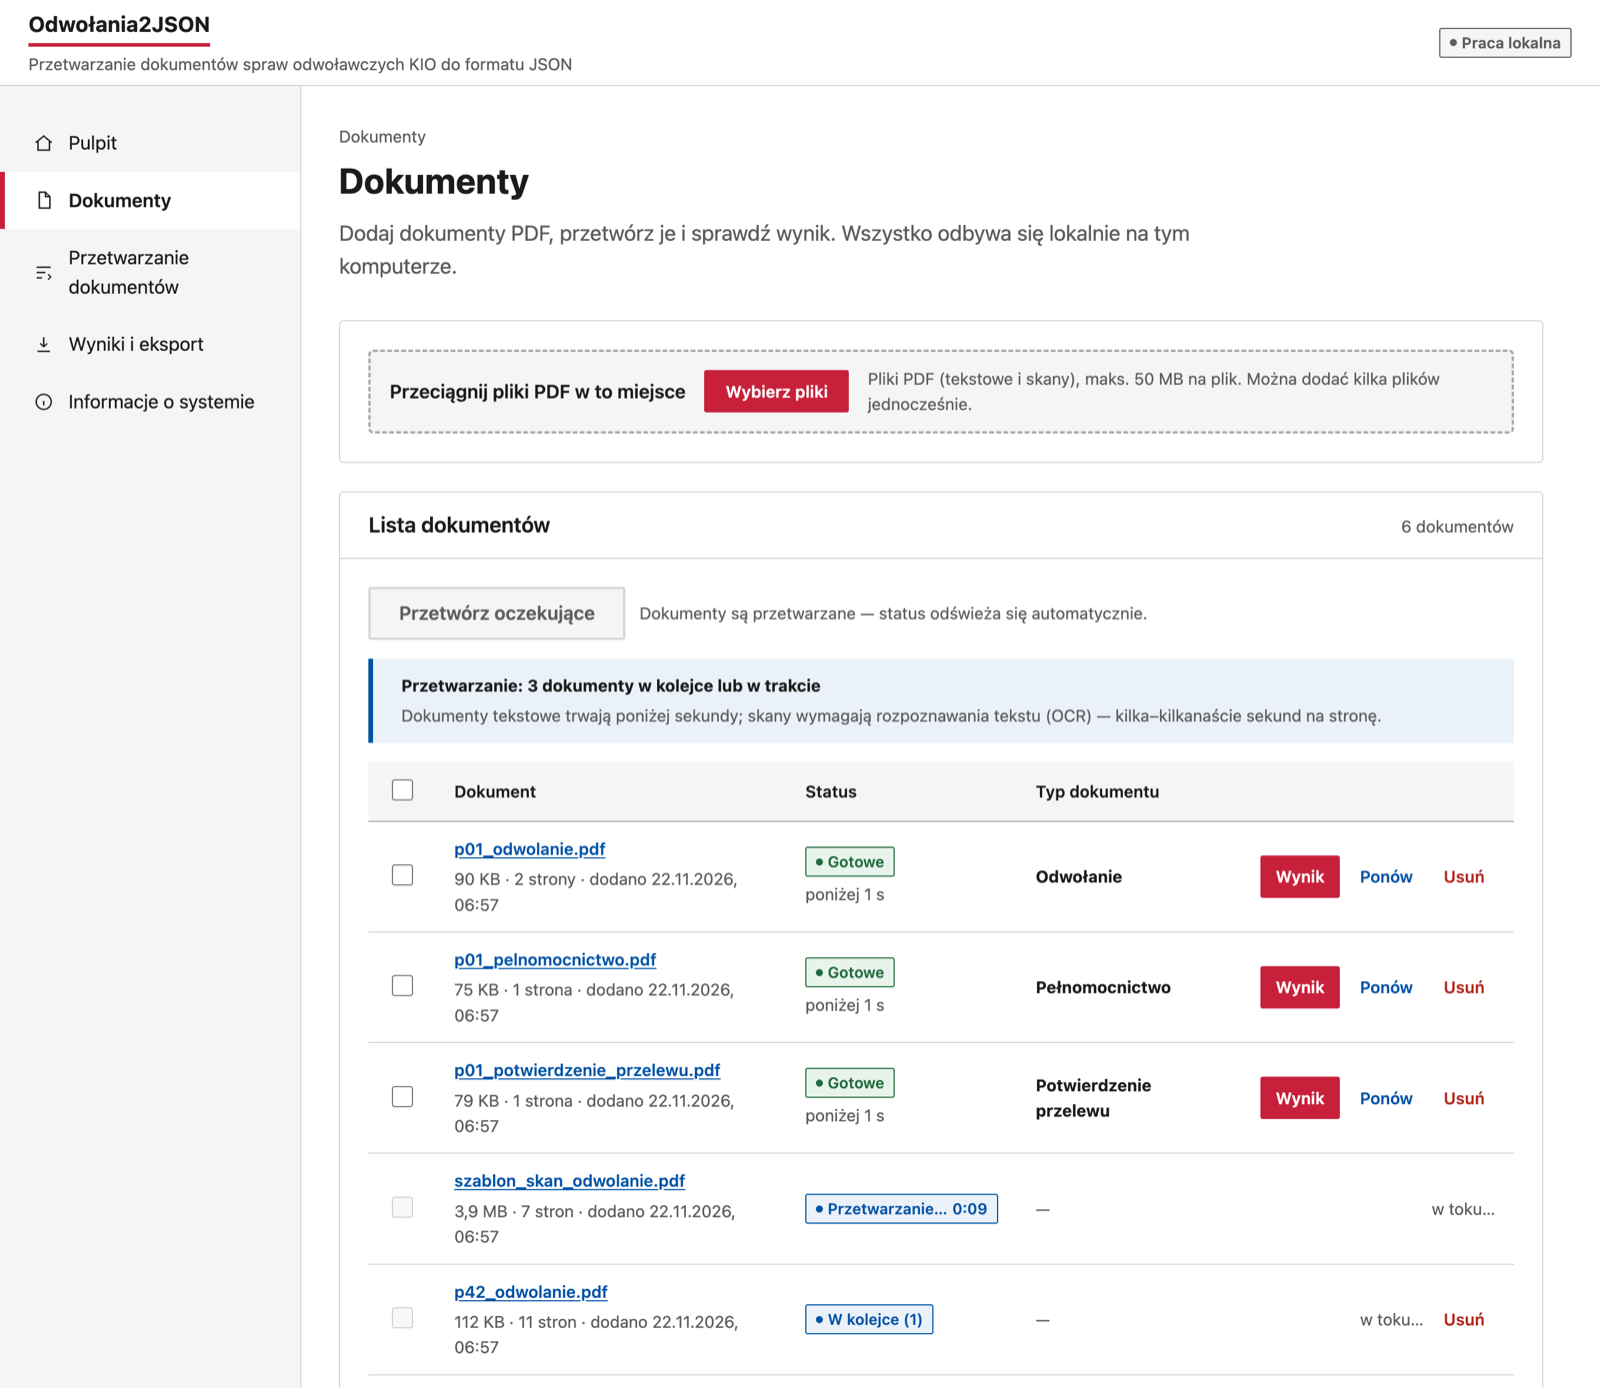 Odwołania2JSON
Przetwarzanie dokumentów spraw odwoławczych KIO do formatu JSON
Praca lokalna
Pulpit
Dokumenty
Przetwarzanie
dokumentów
Wyniki i eksport
Informacje o systemie
Dokumenty
Dokumenty
Dodaj dokumenty PDF, przetwórz je i sprawdź wynik. Wszystko odbywa się lokalnie na tym
komputerze.
Przeciągnij pliki PDF w to miejsce
Wybierz pliki
Pliki PDF (tekstowe i skany), maks. 50 MB na plik. Można dodać kilka plików
jednocześnie.
Lista dokumentów
6 dokumentów
Przetwórz oczekujące
Dokumenty są przetwarzane — status odświeża się automatycznie.
Przetwarzanie: 3 dokumenty w kolejce lub w trakcie
Dokumenty tekstowe trwają poniżej sekundy; skany wymagają rozpoznawania tekstu (OCR) — kilka–kilkanaście sekund na stronę.
Dokument Status Typ dokumentu
p01_odwolanie.pdf
90 KB · 2 strony · dodano 22.11.2026,
06:57
Gotowe
poniżej 1 s
Odwołanie
Wynik Ponów Usuń
p01_pelnomocnictwo.pdf
75 KB · 1 strona · dodano 22.11.2026,
06:57
Gotowe
poniżej 1 s
Pełnomocnictwo
Wynik Ponów Usuń
p01_potwierdzenie_przelewu.pdf
79 KB · 1 strona · dodano 22.11.2026,
06:57
Gotowe
poniżej 1 s
Potwierdzenie
przelewu
Wynik Ponów Usuń
szablon_skan_odwolanie.pdf
3,9 MB · 7 stron · dodano 22.11.2026,
06:57
Przetwarzanie... 0:09
—
w toku...
p42_odwolanie.pdf
112 KB · 11 stron · dodano 22.11.2026,
06:57
W kolejce (1)
—
w toku... Usuń